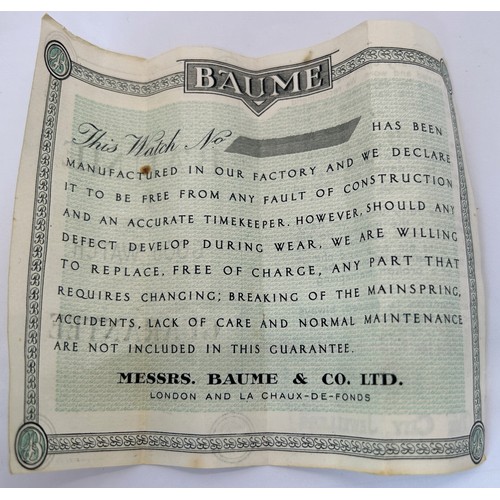 BAUME
This Watch No HAS BEEN
MANUFACTURED IN OUR FACTORY AND WE DECLARE
IT TO BE FREE FROM ANY FAULT OF CONSTRUCTION
AND AN ACCURATE TIMEKEEPER. HOWEVER, SHOULD ANY
DEFECT DEVELOP DURING WEAR, WE ARE WILLING
TO REPLACE, FREE OF CHARGE, ANY PART THAT
REQUIRES CHANGING; BREAKING OF THE MAINSPRING,
ACCIDENTS, LACK OF CARE AND NORMAL MAINTENANCE
ARE NOT INCLUDED IN THIS GUARANTEE.
MESSRS. BAUME & CO. LTD.
LONDON AND LA CHAUX-DE-FONDS